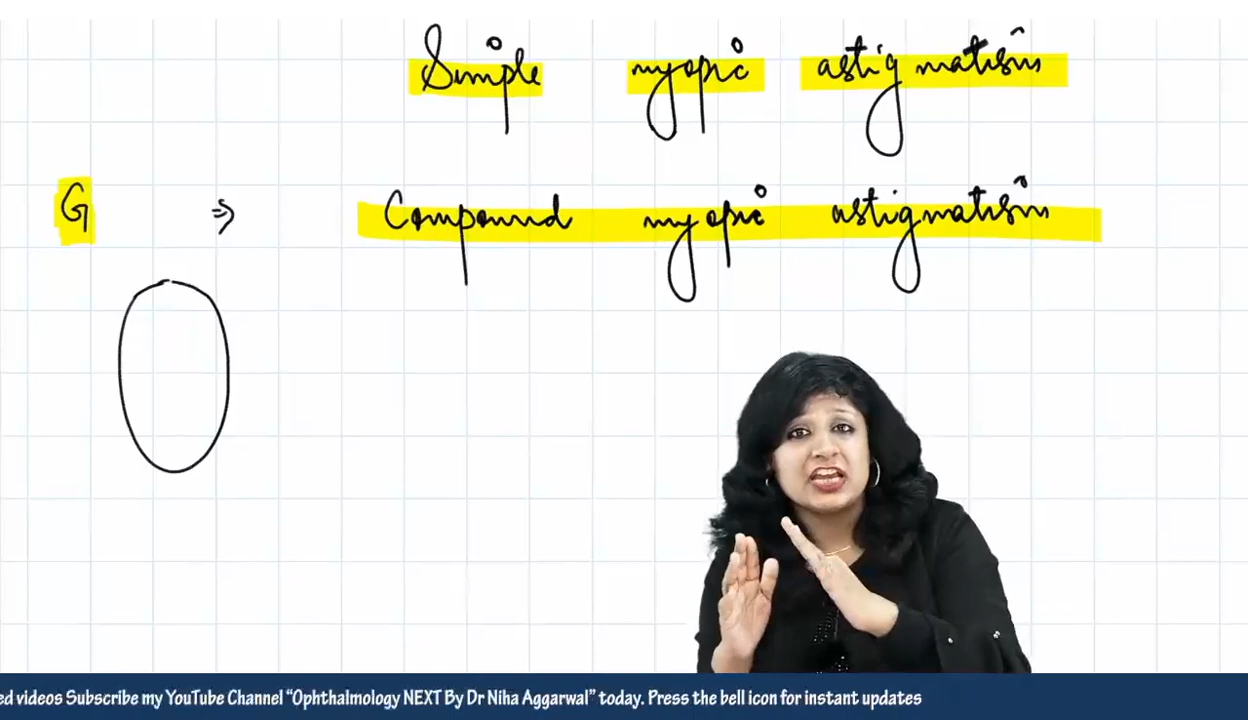 Simple myopic astigmatism
G ⇒ Compound myopic astigmatism
ed videos Subscribe my YouTube Channel “Ophthalmology NEXT By Dr Niha Aggarwal” today. Press the bell icon for instant updates